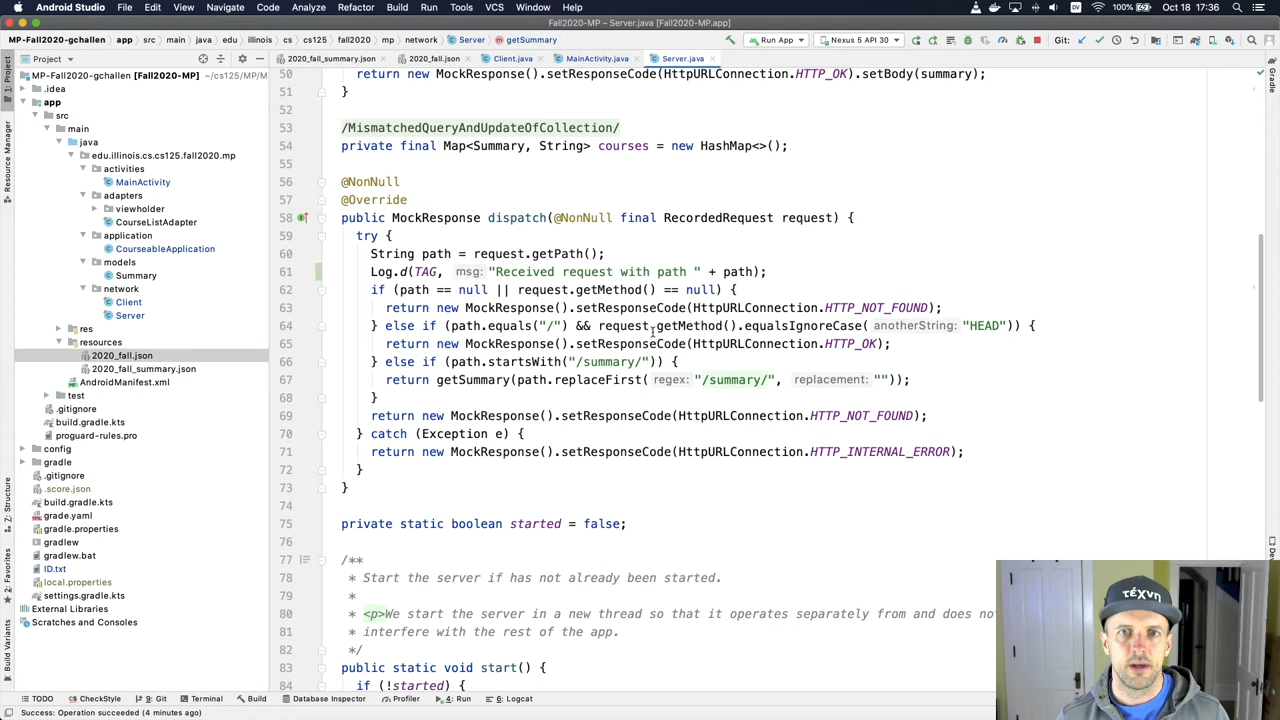 Android Studio File Edit View Navigate Code Analyze Refactor Build Run Tools VCS Window Help 100% Oct 18 17:36
Fall2020-MP – Server.java [Fall2020-MP.app]
MP-Fall2020-gchallen app src main java edu illinois cs cs125 fall2020 mp network Server getSummary Run App Nexus 5 API 30 Git:
Project 2020_fall_summary.json 2020_fall.json Client.java MainActivity.java Server.java
MP-Fall2020-gchallen [Fall2020-MP] ~/cs125/MP/M
.idea
app
src
main
java
edu.illinois.cs.cs125.fall2020.mp
activities
MainActivity
adapters
viewholder
CourseListAdapter
application
CourseableApplication
models
Summary
network
Client
Server
res
resources
2020_fall.json
2020_fall_summary.json
AndroidManifest.xml
test
.gitignore
build.gradle.kts
proguard-rules.pro
config
gradle
.gitignore
.score.json
build.gradle.kts
grade.yaml
gradle.properties
gradlew
gradlew.bat
ID.txt
local.properties
settings.gradle.kts
External Libraries
Scratches and Consoles
1: Project
Resource Manager
7: Structure
2: Favorites
Build Variants
50 return new MockResponse().setResponseCode(HttpURLConnection.HTTP_OK).setBody(summary);
51 }
52
53 /MismatchedQueryAndUpdateOfCollection/
54 private final Map<Summary, String> courses = new HashMap<>();
55
56 @NonNull
57 @Override
58 public MockResponse dispatch(@NonNull final RecordedRequest request) {
59 try {
60 String path = request.getPath();
61 Log.d(TAG, msg: "Received request with path " + path);
62 if (path == null || request.getMethod() == null) {
63 return new MockResponse().setResponseCode(HttpURLConnection.HTTP_NOT_FOUND);
64 } else if (path.equals("/") && request.getMethod().equalsIgnoreCase( anotherString: "HEAD")) {
65 return new MockResponse().setResponseCode(HttpURLConnection.HTTP_OK);
66 } else if (path.startsWith("/summary/")) {
67 return getSummary(path.replaceFirst( regex: "/summary/", replacement: ""));
68 }
69 return new MockResponse().setResponseCode(HttpURLConnection.HTTP_NOT_FOUND);
70 } catch (Exception e) {
71 return new MockResponse().setResponseCode(HttpURLConnection.HTTP_INTERNAL_ERROR);
72 }
73 }
74
75 private static boolean started = false;
76
77 /**
78 * Start the server if has not already been started.
79 *
80 * <p>We start the server in a new thread so that it operates separately from and does no
81 * interfere with the rest of the app.
82 */
83 public static void start() {
84 if (!started) {
Gradle
TÉXVN
TODO CheckStyle 9: Git Terminal Build Database Inspector Profiler 4: Run 6: Logcat
Success: Operation succeeded (4 minutes ago)